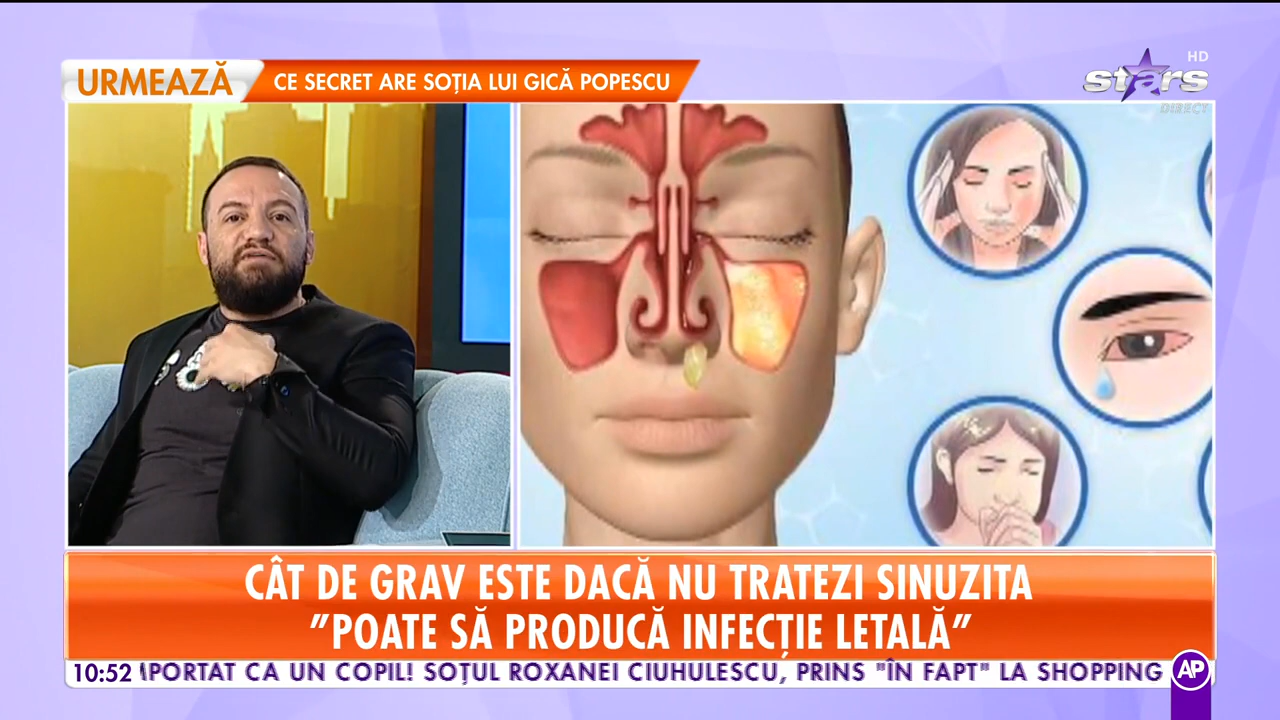 URMEAZĂ
CE SECRET ARE SOȚIA LUI GICĂ POPESCU
HD
stars
DIRECT
CÂT DE GRAV ESTE DACĂ NU TRATEZI SINUZITA
"POATE SĂ PRODUCĂ INFECȚIE LETALĂ"
10:52 MPORTAT CA UN COPIL! SOȚUL ROXANEI CIUHULESCU, PRINS "ÎN FAPT" LA SHOPPING
AP